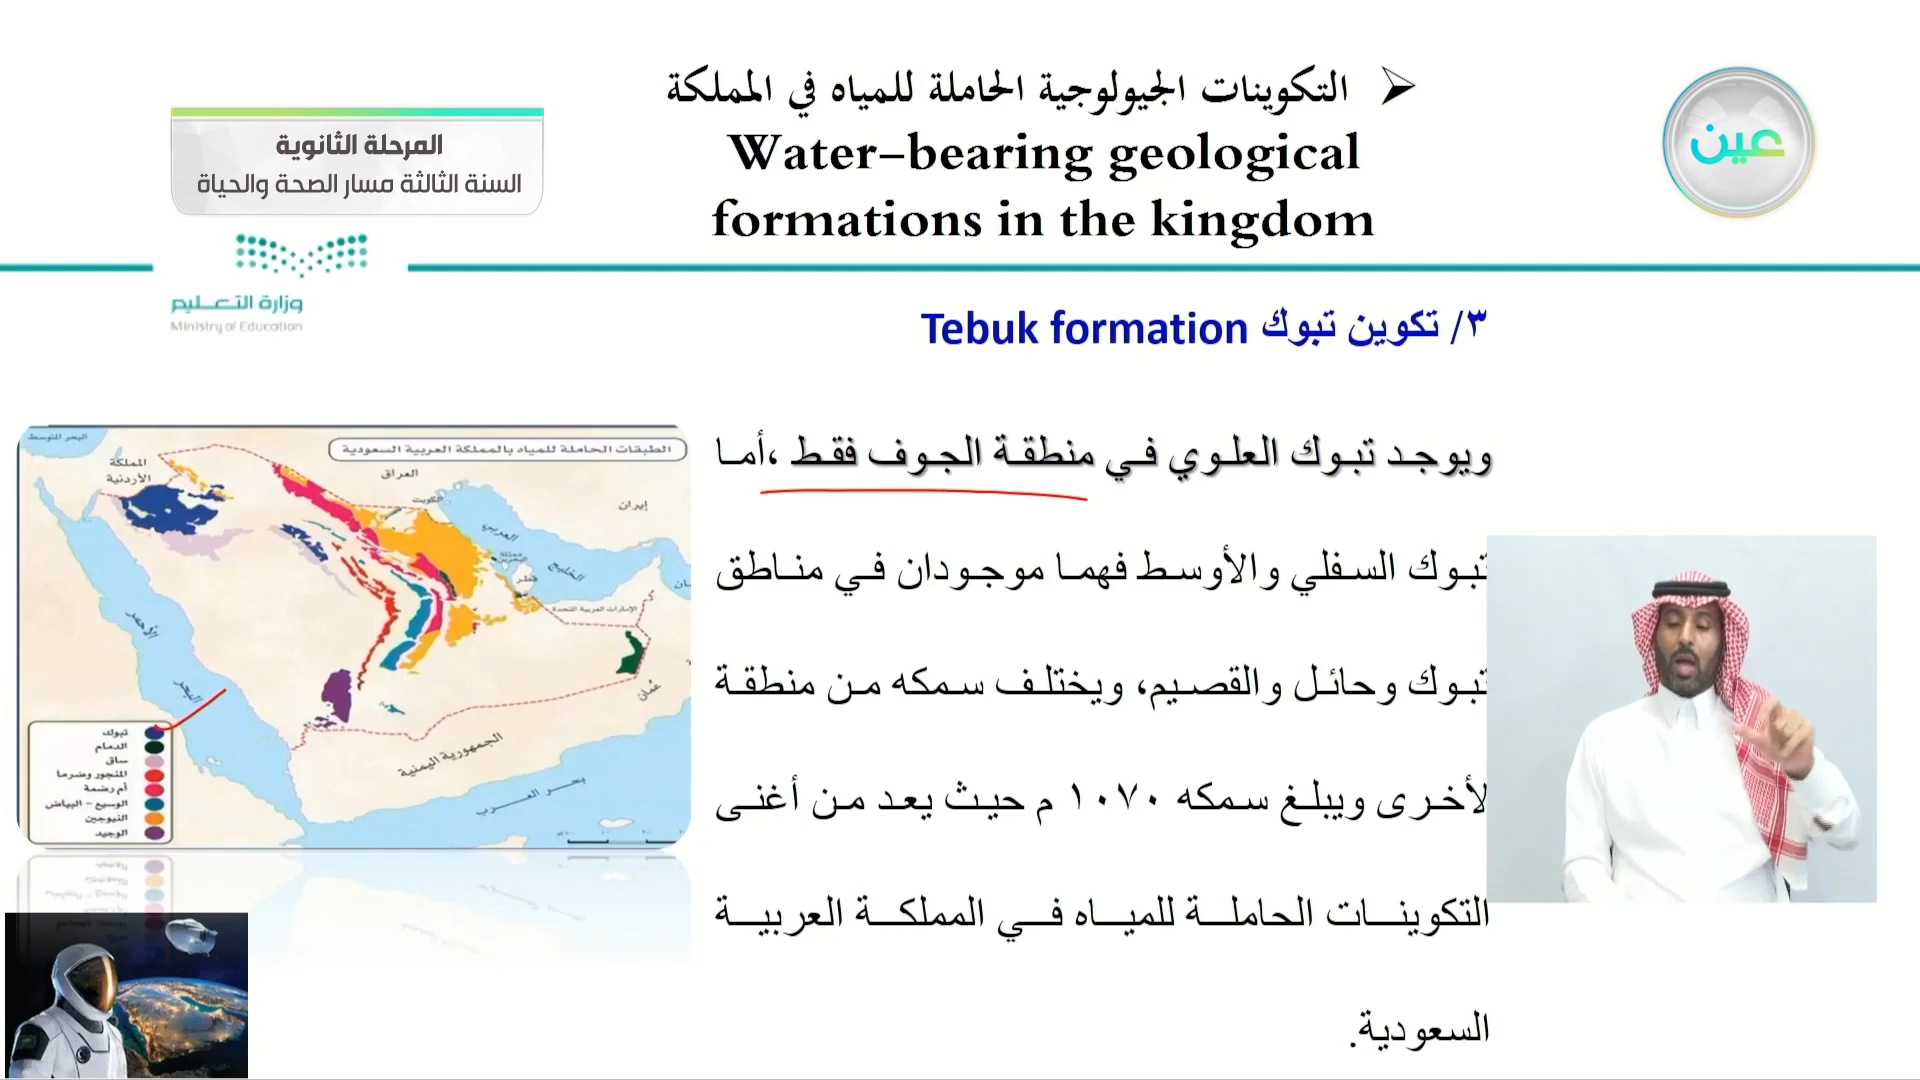 التكوينات الجيولوجية الحاملة للمياه في المملكة
Water-bearing geological
formations in the kingdom
عين
المرحلة الثانوية
السنة الثالثة مسار الصحة والحياة
وزارة التعـــليم
Ministry of Education
٣/ تكوين تبوك Tebuk formation
ويوجد تبوك العلوي في منطقة الجوف فقط ،أما
تبوك السفلي والأوسط فهما موجودان في مناطق
تبوك وحائل والقصيم، ويختلف سمكه من منطقة
لأخرى ويبلغ سمكه ١٠٧٠ م حيث يعد من أغنى
التكوينات الحاملة للمياه في المملكة العربية
السعودية.
الطبقات الحاملة للمياه بالمملكة العربية السعودية
البحر المتوسط
المملكة
الأردنية
العراق
الكويت
إيران
الخليج
العربي
مملكة
البحرين
قطر
الإمارات العربية المتحدة
عُمان
البحر
الأحمر
الجمهورية اليمنية
بحر العرب
تبوك
الدمام
ساق
المنجور وضرما
أم رضمة
الوسيع - البياض
النيوجين
الوجيد